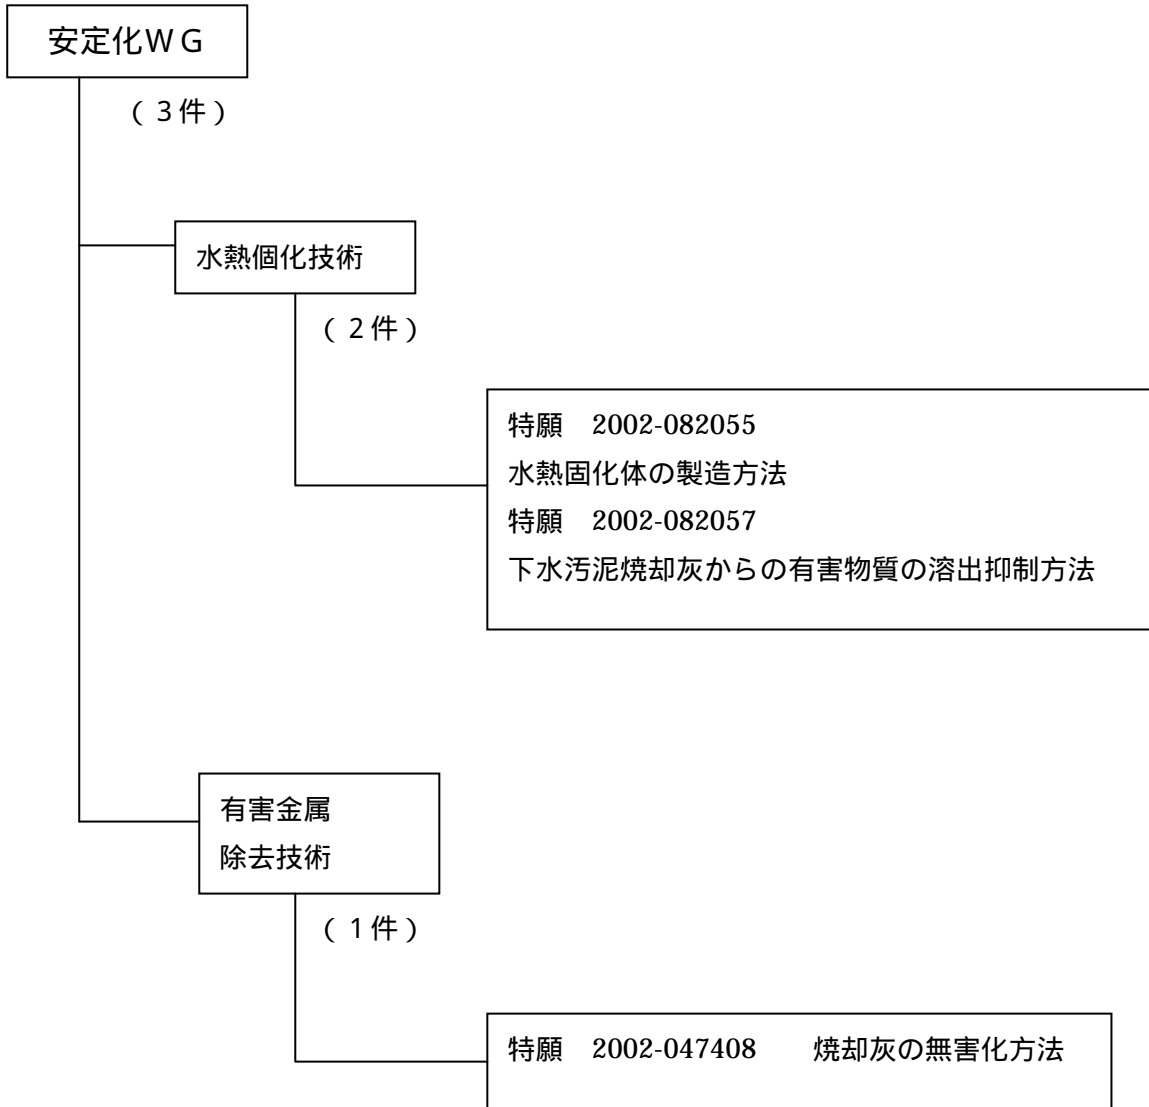 安定化ＷＧ
（３件）
水熱個化技術
（２件）
特願　2002-082055
水熱固化体の製造方法
特願　2002-082057
下水汚泥焼却灰からの有害物質の溶出抑制方法
有害金属
除去技術
（１件）
特願　2002-047408　　焼却灰の無害化方法